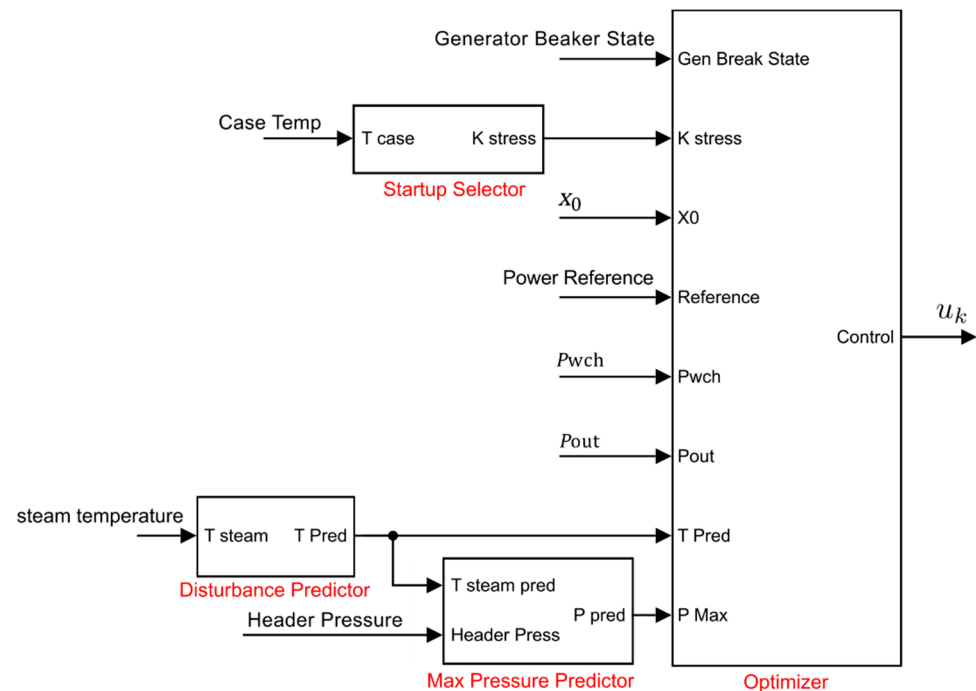 Generator Beaker State
Gen Break State
Case Temp
T case
K stress
K stress
Startup Selector
x₀
X0
Power Reference
Reference
Control
u_k
Pwch
Pwch
Pout
Pout
steam temperature
T steam
T Pred
T Pred
Disturbance Predictor
T steam pred
Header Pressure
Header Press
P pred
P Max
Max Pressure Predictor
Optimizer